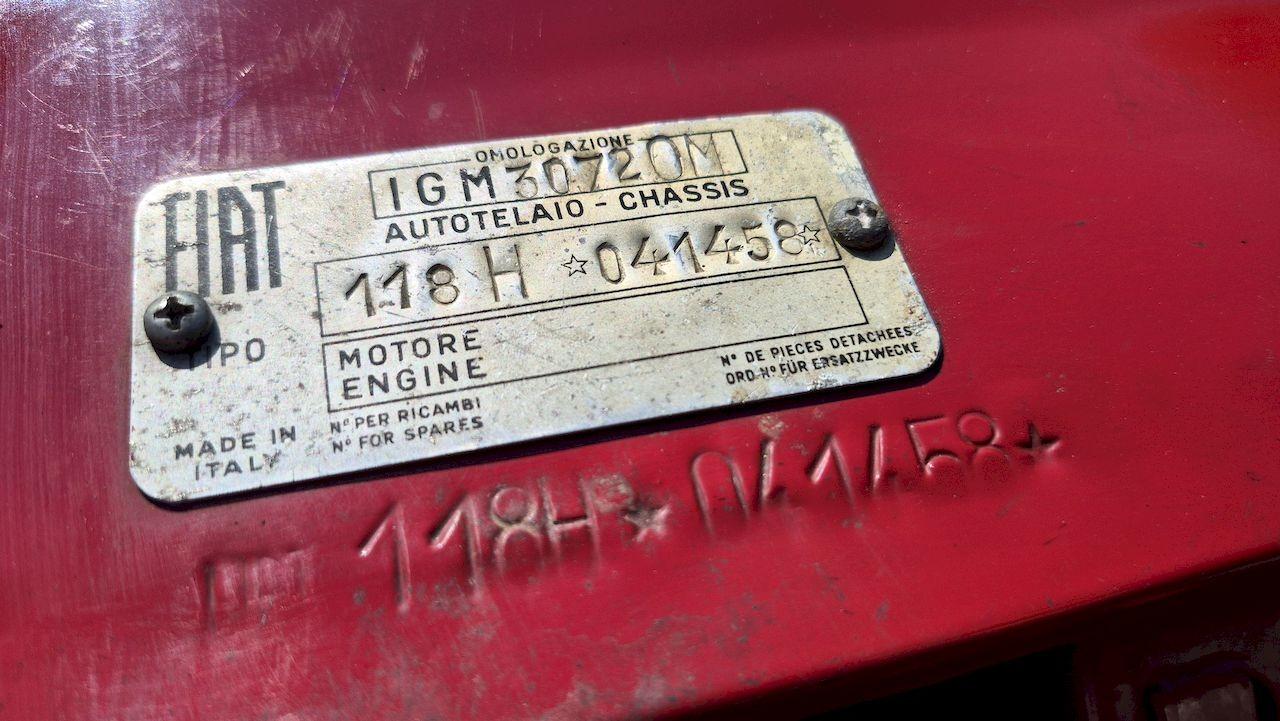 OMOLOGAZIONE
FIAT
IGM 30720M
AUTOTELAIO - CHASSIS
118 H ☆041458☆
TIPO
MOTORE
ENGINE
Nº DE PIECES DETACHEES
ORD Nº FÜR ERSATZZWECKE
MADE IN
ITALY
Nº PER RICAMBI
Nº FOR SPARES
118H ★ 041458★